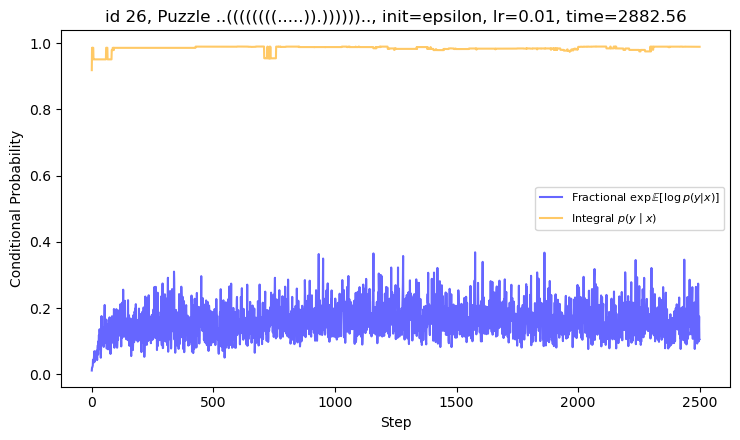 id 26, Puzzle ..((((((((.....)).)))))).., init=epsilon, lr=0.01, time=2882.56
Conditional Probability
1.0
0.8
0.6
0.4
0.2
0.0
Fractional exp𝔼[log p(y|x)]
Integral p(y | x)
0 500 1000 1500 2000 2500
Step